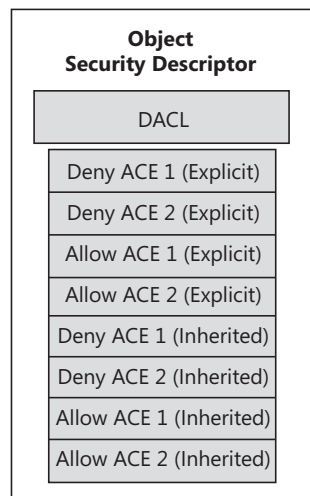 Object
Security Descriptor
DACL
Deny ACE 1 (Explicit)
Deny ACE 2 (Explicit)
Allow ACE 1 (Explicit)
Allow ACE 2 (Explicit)
Deny ACE 1 (Inherited)
Deny ACE 2 (Inherited)
Allow ACE 1 (Inherited)
Allow ACE 2 (Inherited)